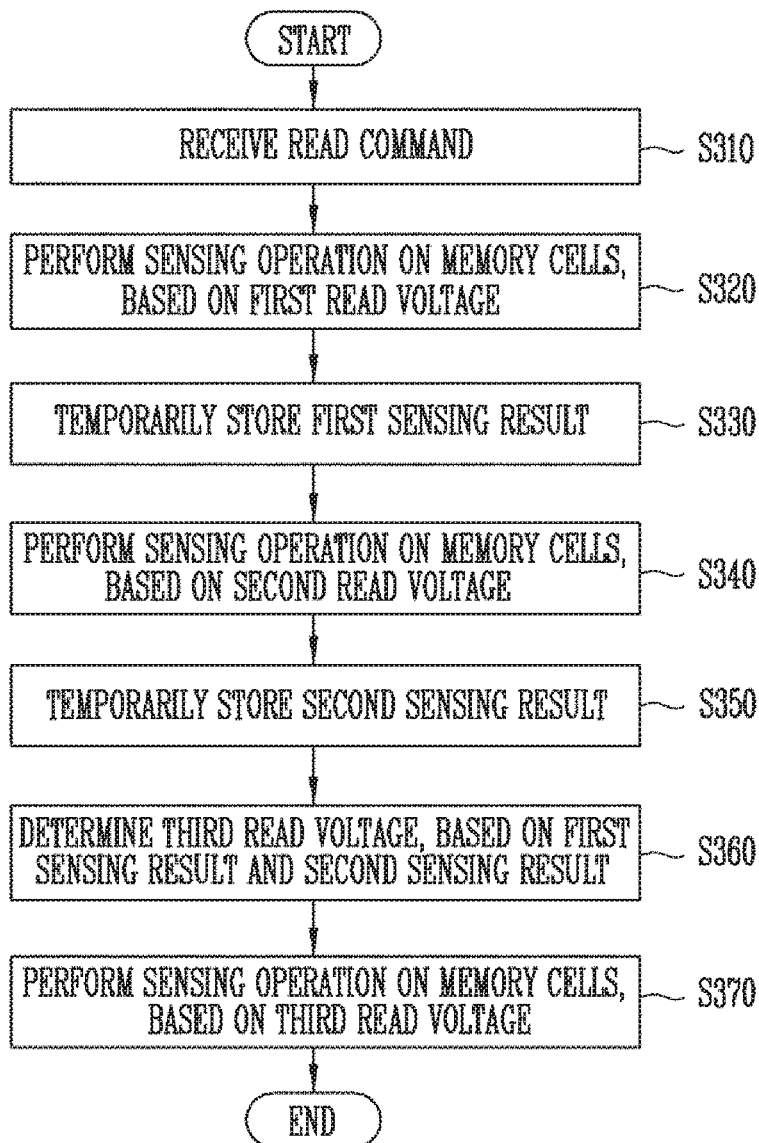 START
RECEIVE READ COMMAND
S310
PERFORM SENSING OPERATION ON MEMORY CELLS,
BASED ON FIRST READ VOLTAGE
S320
TEMPORARILY STORE FIRST SENSING RESULT
S330
PERFORM SENSING OPERATION ON MEMORY CELLS,
BASED ON SECOND READ VOLTAGE
S340
TEMPORARILY STORE SECOND SENSING RESULT
S350
DETERMINE THIRD READ VOLTAGE, BASED ON FIRST
SENSING RESULT AND SECOND SENSING RESULT
S360
PERFORM SENSING OPERATION ON MEMORY CELLS,
BASED ON THIRD READ VOLTAGE
S370
END